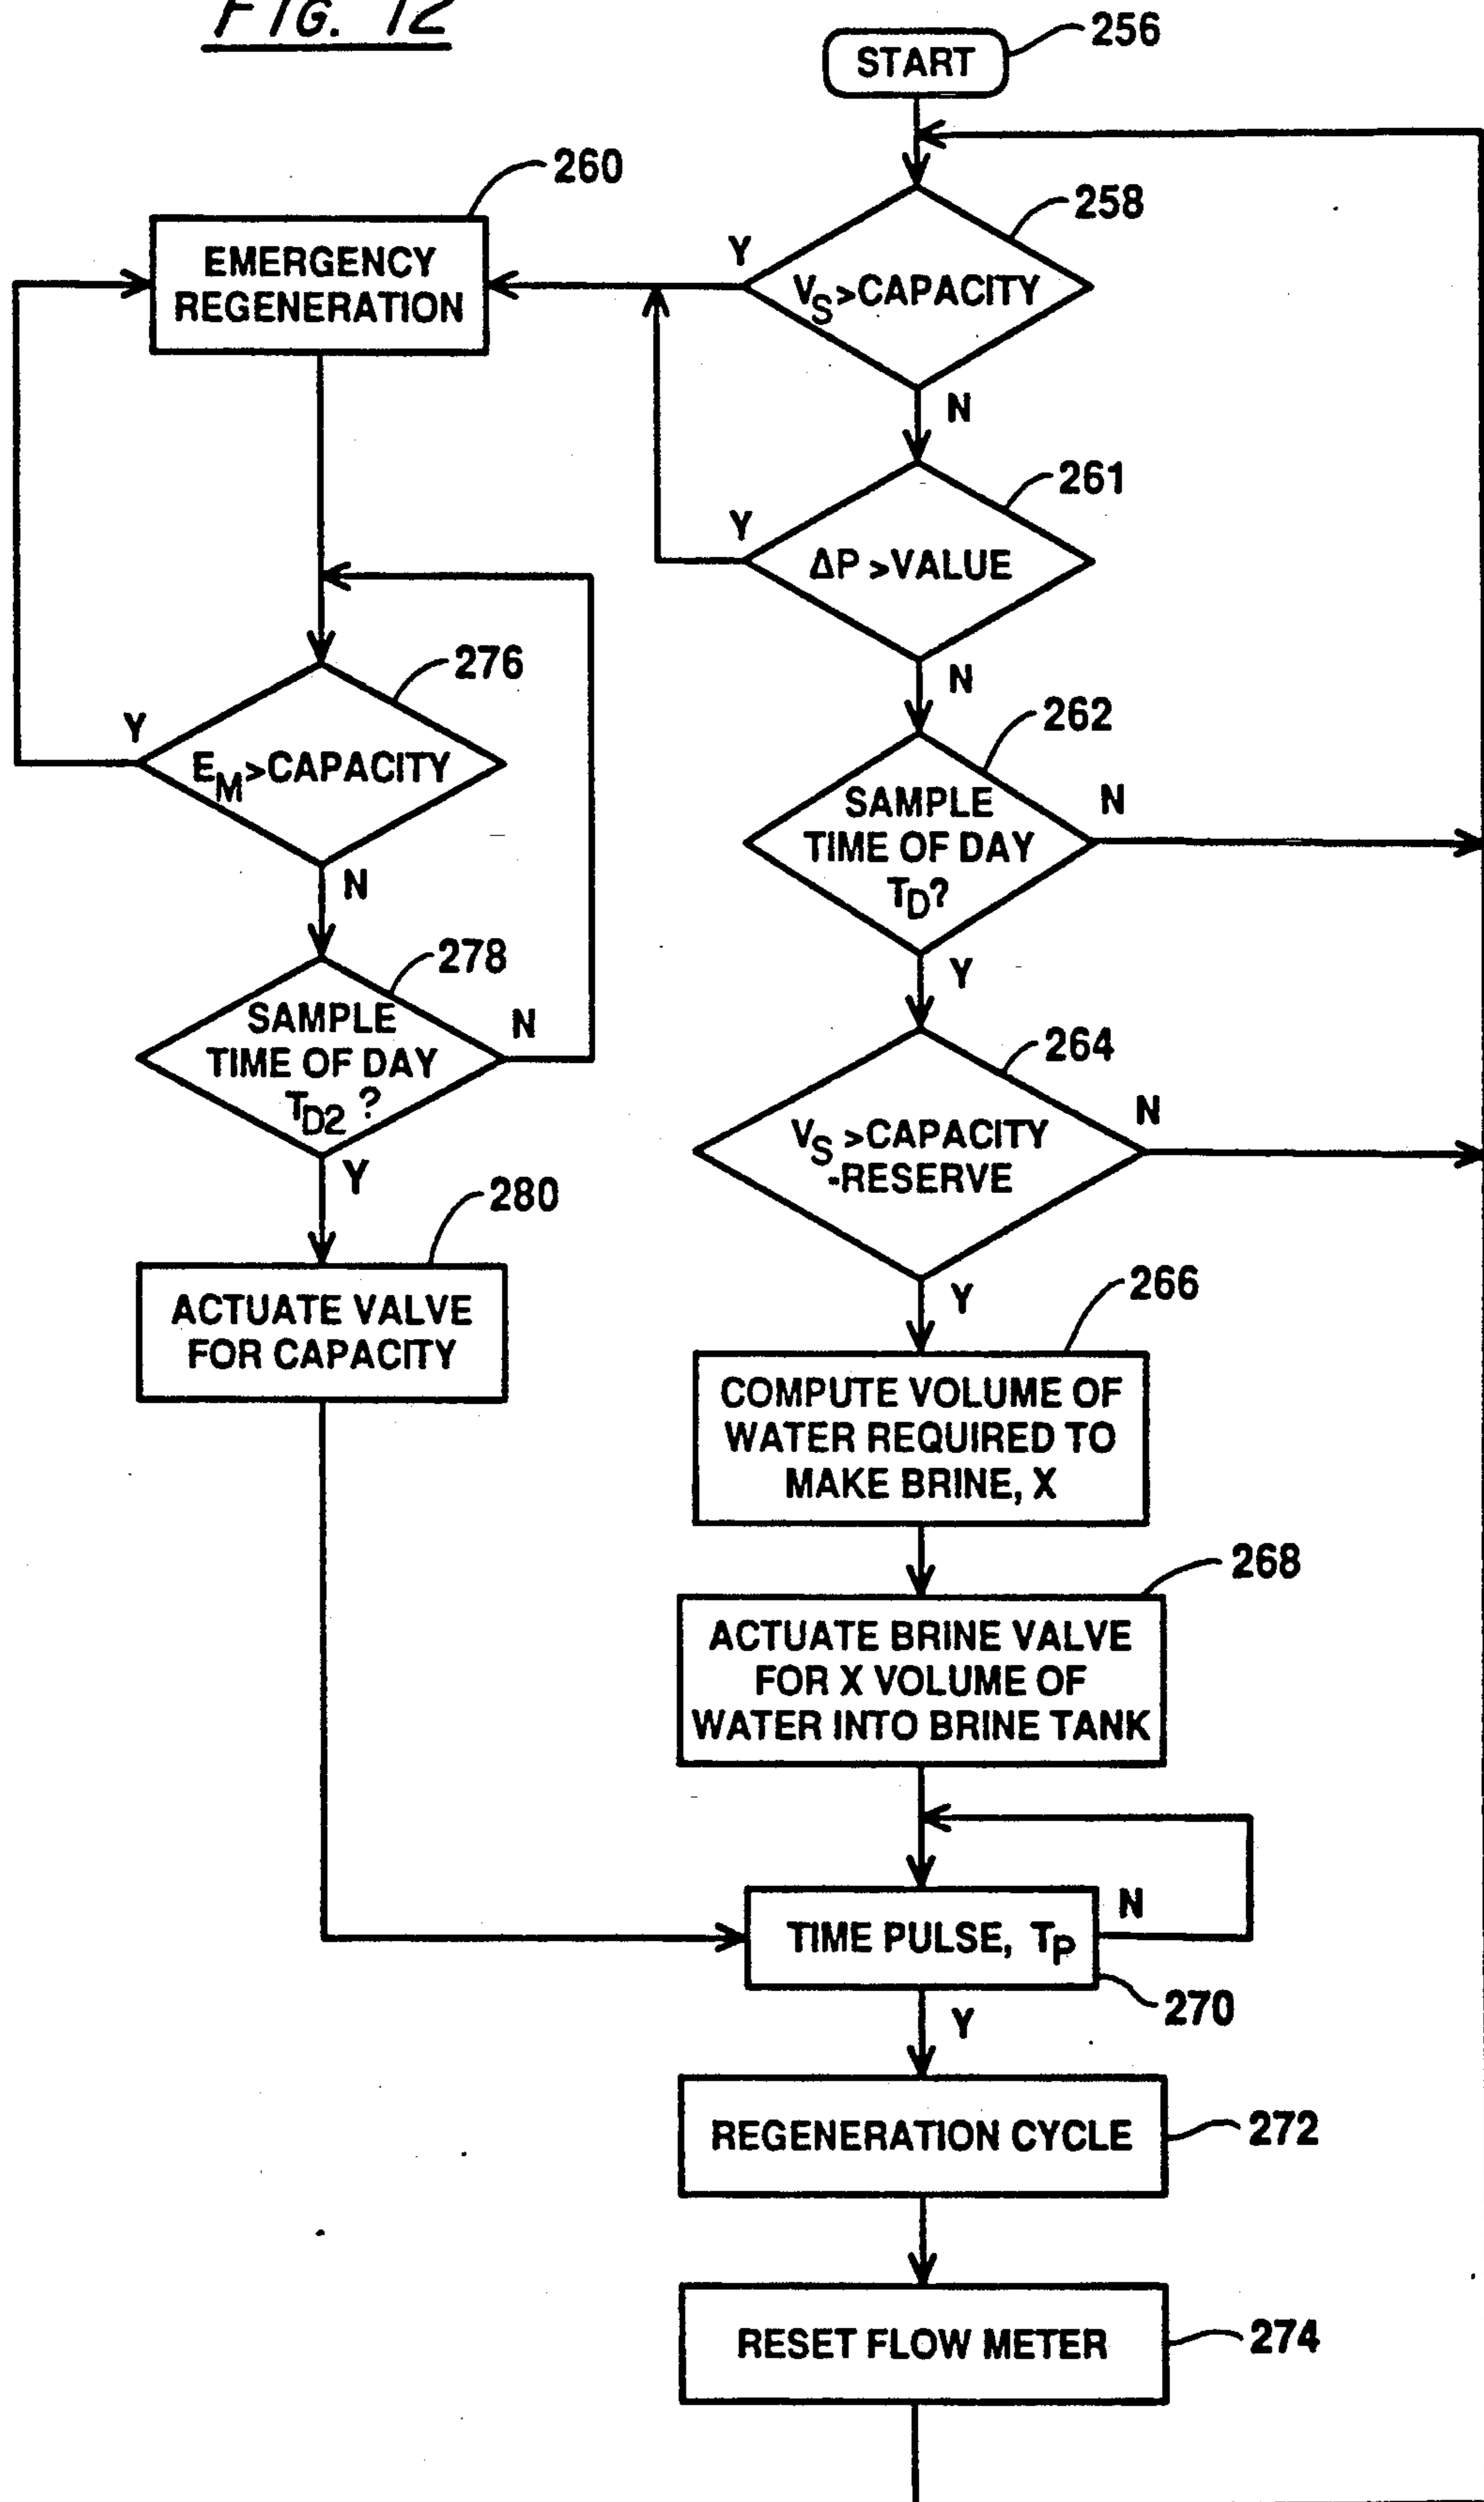 FIG. 12
START
256
260
258
EMERGENCY
REGENERATION
Y
VS>CAPACITY
N
261
Y
ΔP >VALUE
N
276
262
Y
EM>CAPACITY
SAMPLE
TIME OF DAY
TD?
N
N
Y
278
SAMPLE
TIME OF DAY
TD2 ?
N
264
VS >CAPACITY
-RESERVE
N
Y
280
ACTUATE VALVE
FOR CAPACITY
Y
266
COMPUTE VOLUME OF
WATER REQUIRED TO
MAKE BRINE, X
268
ACTUATE BRINE VALVE
FOR X VOLUME OF
WATER INTO BRINE TANK
TIME PULSE, TP
N
270
Y
REGENERATION CYCLE
272
RESET FLOW METER
274